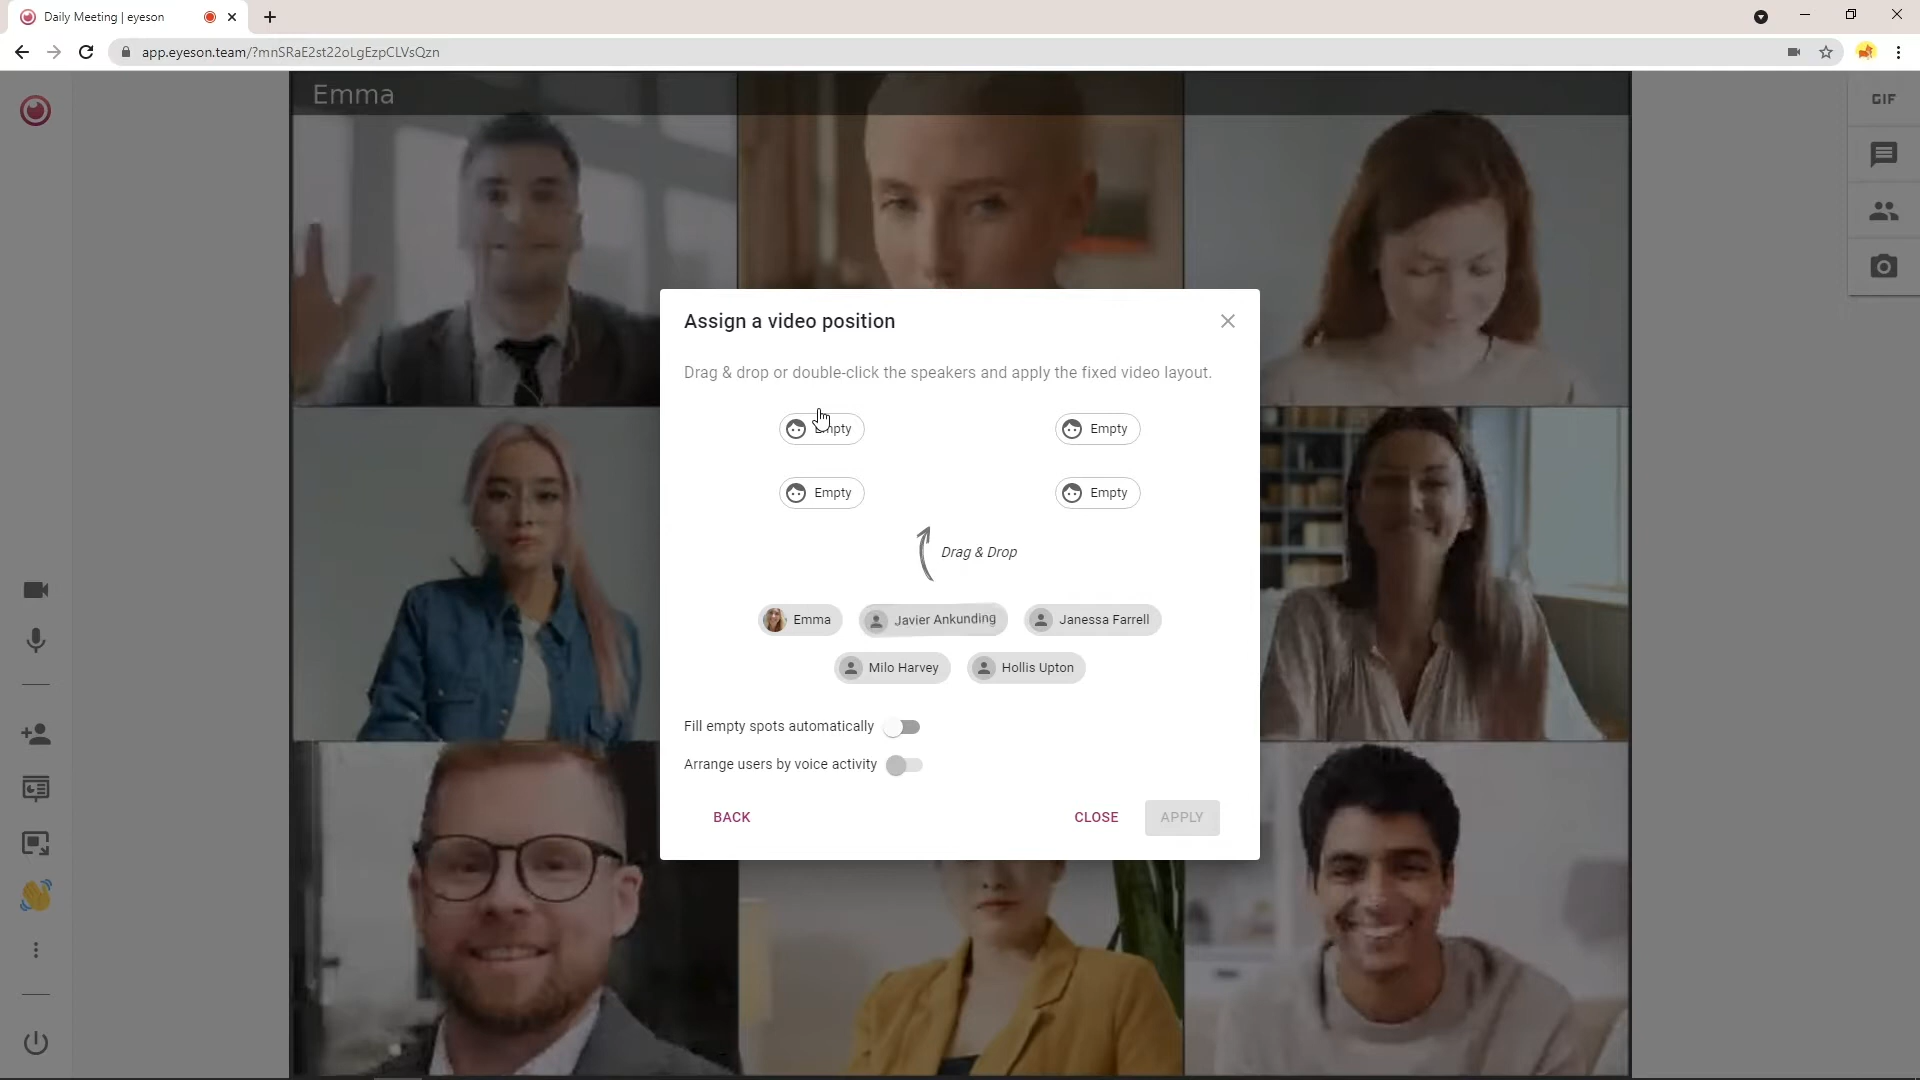 Daily Meeting | eyeson
app.eyeson.team/?mnSRaE2st22oLgEzpCLVsQzn
Emma
GIF
Assign a video position
Drag & drop or double-click the speakers and apply the fixed video layout.
Empty Empty
Empty Empty
Drag & Drop
Emma Javier Ankunding Janessa Farrell
Milo Harvey Hollis Upton
Fill empty spots automatically
Arrange users by voice activity
BACK CLOSE APPLY